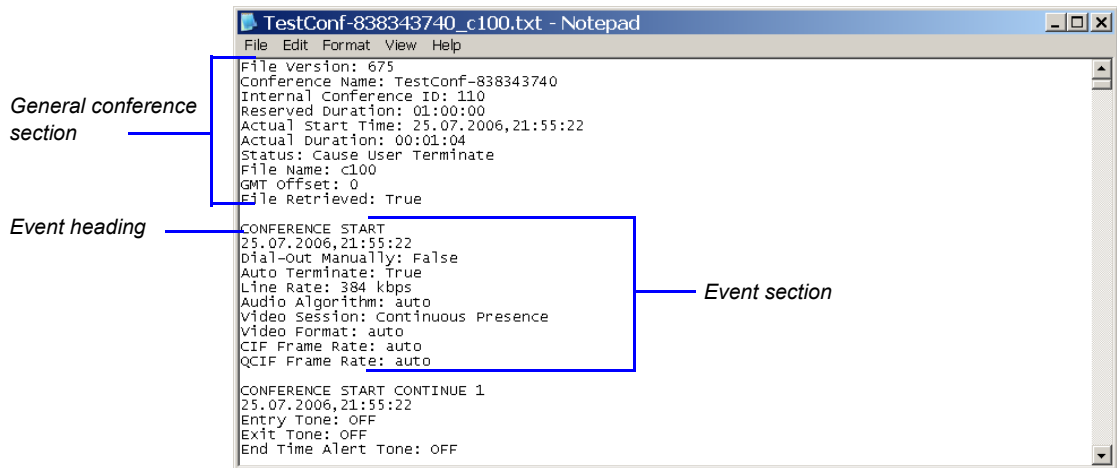 TestConf-838343740_c100.txt - Notepad
File Edit Format View Help
File Version: 675
Conference Name: TestConf-838343740
Internal Conference ID: 110
Reserved Duration: 01:00:00
Actual Start Time: 25.07.2006,21:55:22
Actual Duration: 00:01:04
Status: Cause User Terminate
File Name: c100
GMT Offset: 0
File Retrieved: True
General conference
section
Event heading
CONFERENCE START
25.07.2006,21:55:22
Dial-Out Manually: False
Auto Terminate: True
Line Rate: 384 kbps
Audio Algorithm: auto
Video Session: Continuous Presence
Video Format: auto
CIF Frame Rate: auto
QCIF Frame Rate: auto
Event section
CONFERENCE START CONTINUE 1
25.07.2006,21:55:22
Entry Tone: OFF
Exit Tone: OFF
End Time Alert Tone: OFF